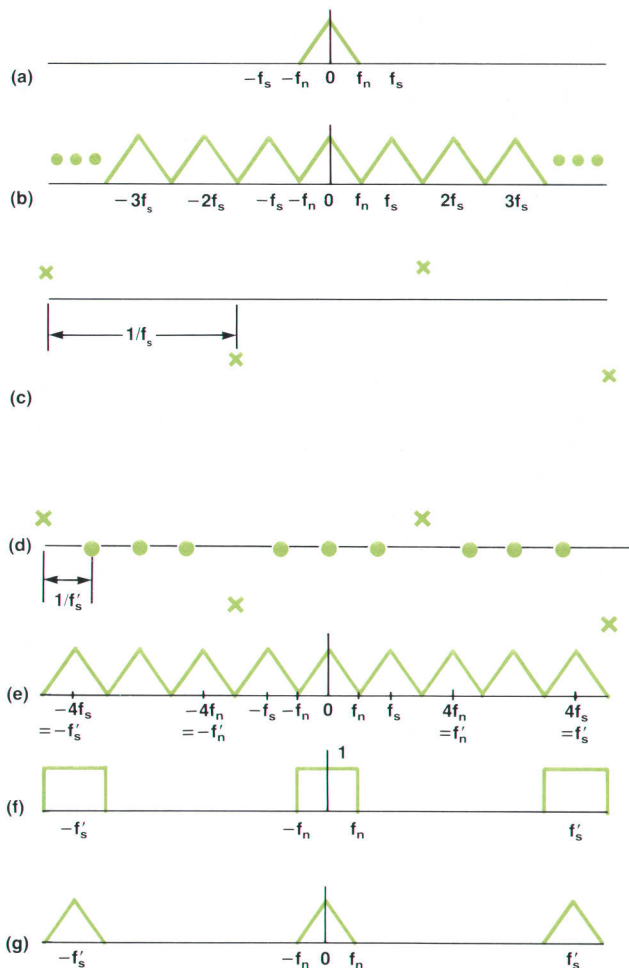 (a)
−fₛ −fₙ 0 fₙ fₛ
(b)
−3fₛ −2fₛ −fₛ −fₙ 0 fₙ fₛ 2fₛ 3fₛ
1/fₛ
(c)
(d)
1/f′ₛ
(e)
−4fₛ −4fₙ −fₛ −fₙ 0 fₙ fₛ 4fₙ 4fₛ
=−f′ₛ =−f′ₙ =f′ₙ =f′ₛ
1
(f)
−f′ₛ −fₙ fₙ f′ₛ
(g)
−f′ₛ −fₙ 0 fₙ f′ₛ